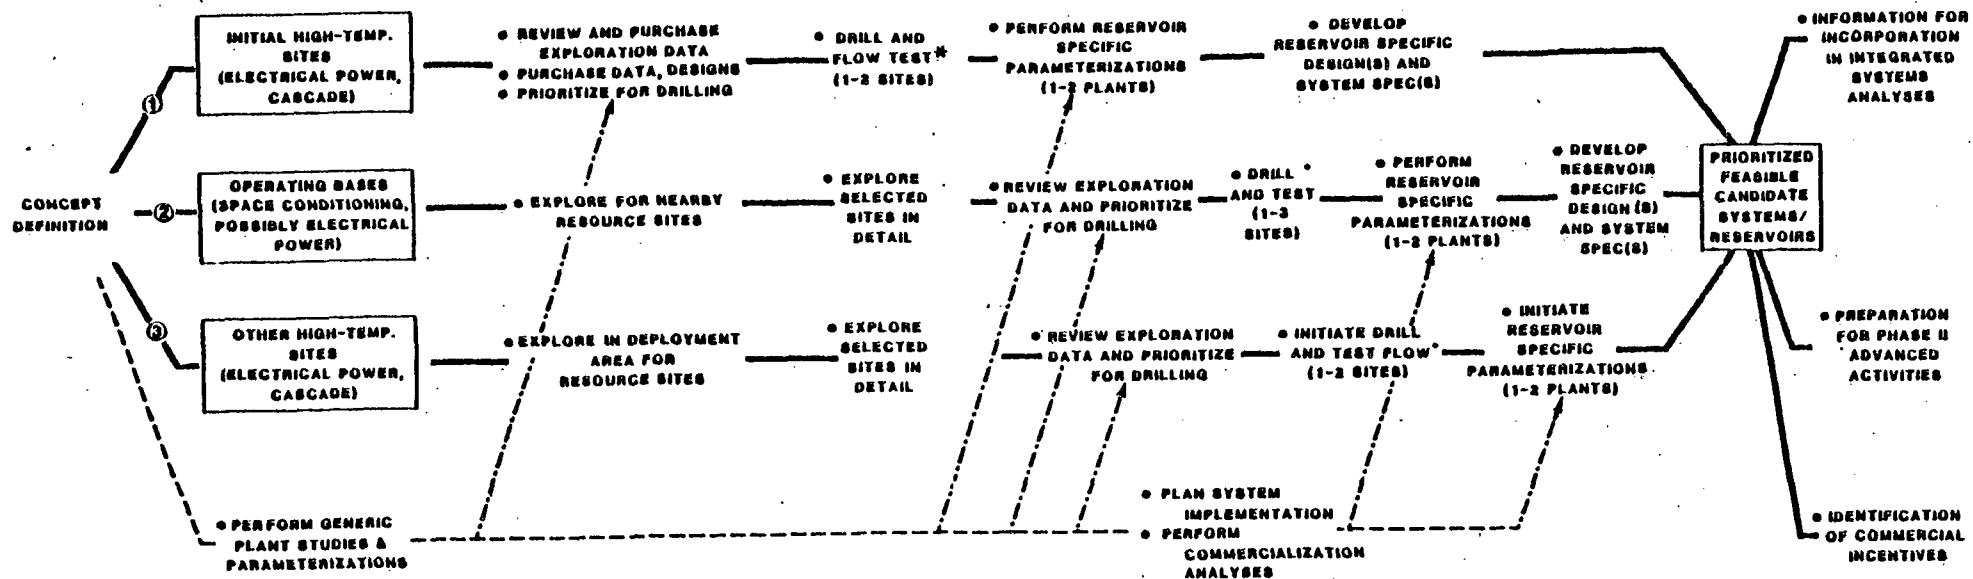 CONCEPT
DEFINITION
①
INITIAL HIGH-TEMP.
SITES
(ELECTRICAL POWER,
CASCADE)
• REVIEW AND PURCHASE
EXPLORATION DATA
• PURCHASE DATA, DESIGNS
• PRIORITIZE FOR DRILLING
• DRILL AND
FLOW TEST*
(1-2 SITES)
• PERFORM RESERVOIR
SPECIFIC
PARAMETERIZATIONS
(1-2 PLANTS)
• DEVELOP
RESERVOIR SPECIFIC
DESIGN(S) AND
SYSTEM SPEC(S)
②
OPERATING BASES
(SPACE CONDITIONING,
POSSIBLY ELECTRICAL
POWER)
• EXPLORE FOR NEARBY
RESOURCE SITES
• EXPLORE
SELECTED
SITES IN
DETAIL
• REVIEW EXPLORATION
DATA AND PRIORITIZE
FOR DRILLING
• DRILL *
AND TEST
(1-3
SITES)
• PERFORM
RESERVOIR
SPECIFIC
PARAMETERIZATIONS
(1-2 PLANTS)
• DEVELOP
RESERVOIR
SPECIFIC
DESIGN(S)
AND SYSTEM
SPEC(S)
③
OTHER HIGH-TEMP.
SITES
(ELECTRICAL POWER,
CASCADE)
• EXPLORE IN DEPLOYMENT
AREA FOR
RESOURCE SITES
• EXPLORE
SELECTED
SITES IN
DETAIL
• REVIEW EXPLORATION
DATA AND PRIORITIZE
FOR DRILLING
• INITIATE DRILL
AND TEST FLOW*
(1-2 SITES)
• INITIATE
RESERVOIR
SPECIFIC
PARAMETERIZATIONS
(1-2 PLANTS)
• PERFORM GENERIC
PLANT STUDIES &
PARAMETERIZATIONS
• PLAN SYSTEM
IMPLEMENTATION
• PERFORM
COMMERCIALIZATION
ANALYSES
PRIORITIZED
FEASIBLE
CANDIDATE
SYSTEMS/
RESERVOIRS
• INFORMATION FOR
INCORPORATION
IN INTEGRATED
SYSTEMS
ANALYSES
• PREPARATION
FOR PHASE II
ADVANCED
ACTIVITIES
• IDENTIFICATION
OF COMMERCIAL
INCENTIVES